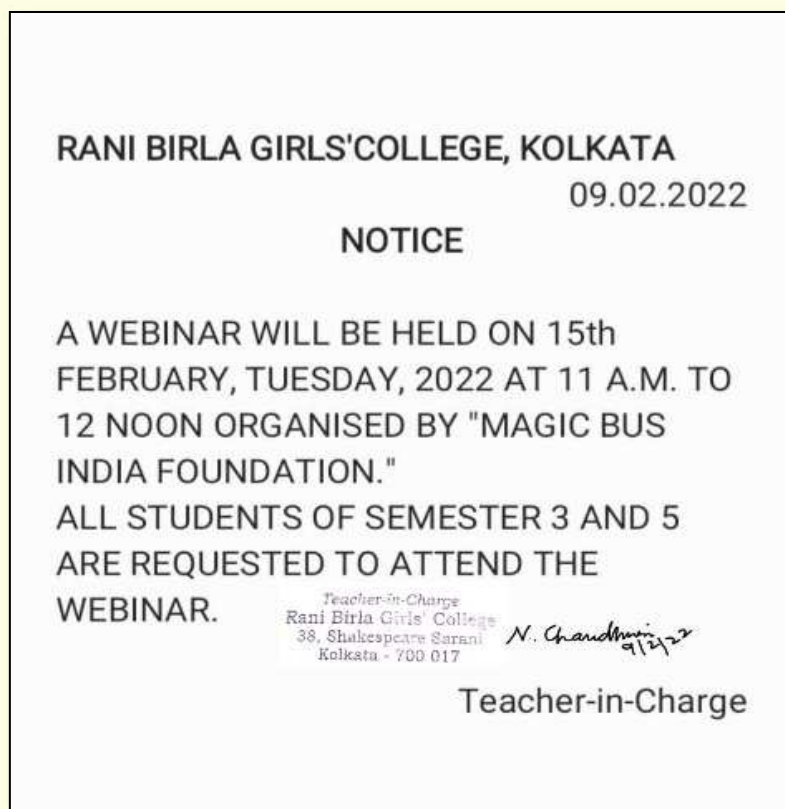 RANI BIRLA GIRLS'COLLEGE, KOLKATA
09.02.2022
NOTICE
A WEBINAR WILL BE HELD ON 15th
FEBRUARY, TUESDAY, 2022 AT 11 A.M. TO
12 NOON ORGANISED BY "MAGIC BUS
INDIA FOUNDATION."
ALL STUDENTS OF SEMESTER 3 AND 5
ARE REQUESTED TO ATTEND THE
WEBINAR.
Teacher-in-Charge
Rani Birla Girls' College
38, Shakespeare Sarani
Kolkata - 700 017
N. Chaudhuri
9/2/22
Teacher-in-Charge